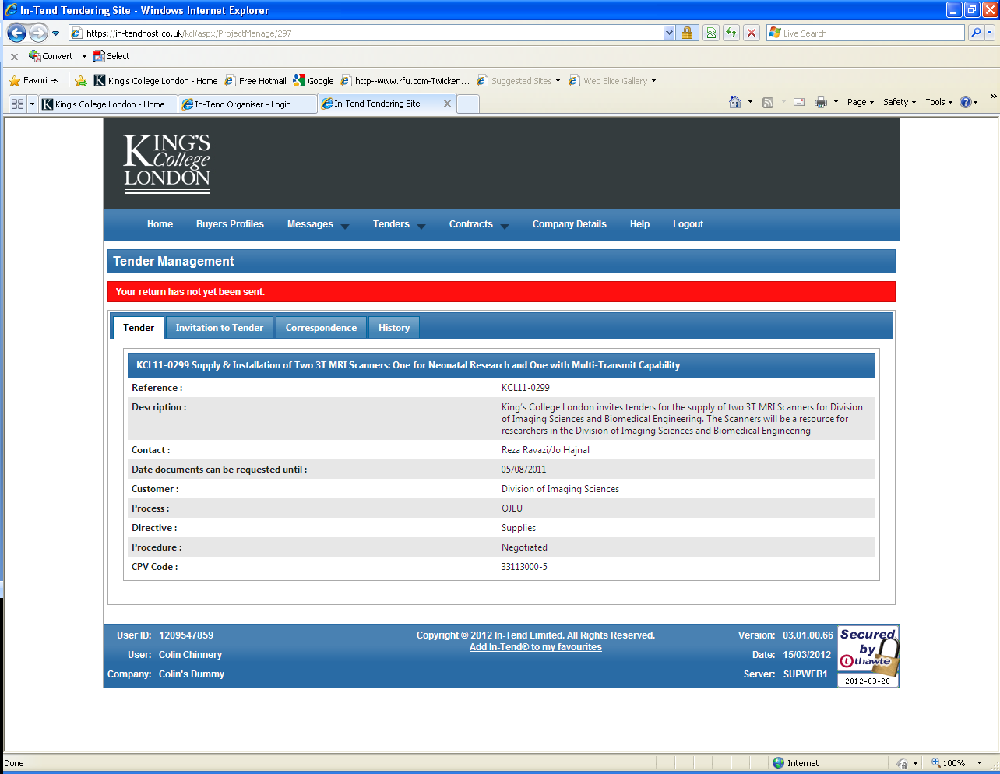 In-Tend Tendering Site - Windows Internet Explorer
https://in-tendhost.co.uk/kcl/aspx/ProjectManage/297
Live Search
x Convert Select
Favorites King's College London - Home Free Hotmail Google http--www.rfu.com-Twicken... Suggested Sites Web Slice Gallery
King's College London - Home In-Tend Organiser - Login In-Tend Tendering Site x Page Safety Tools »
KING'S
College
LONDON
Home Buyers Profiles Messages Tenders Contracts Company Details Help Logout
Tender Management
Your return has not yet been sent.
Tender Invitation to Tender Correspondence History
KCL11-0299 Supply & Installation of Two 3T MRI Scanners: One for Neonatal Research and One with Multi-Transmit Capability
Reference : KCL11-0299
Description : King's College London invites tenders for the supply of two 3T MRI Scanners for Division
of Imaging Sciences and Biomedical Engineering. The Scanners will be a resource for
researchers in the Division of Imaging Sciences and Biomedical Engineering
Contact : Reza Ravazi/Jo Hajnal
Date documents can be requested until : 05/08/2011
Customer : Division of Imaging Sciences
Process : OJEU
Directive : Supplies
Procedure : Negotiated
CPV Code : 33113000-5
User ID: 1209547859 Copyright © 2012 In-Tend Limited. All Rights Reserved. Version: 03.01.00.66
Add In-Tend® to my favourites
User: Colin Chinnery Date: 15/03/2012
Company: Colin's Dummy Server: SUPWEB1
Secured
by
thawte
2012-03-28
Done Internet 100%